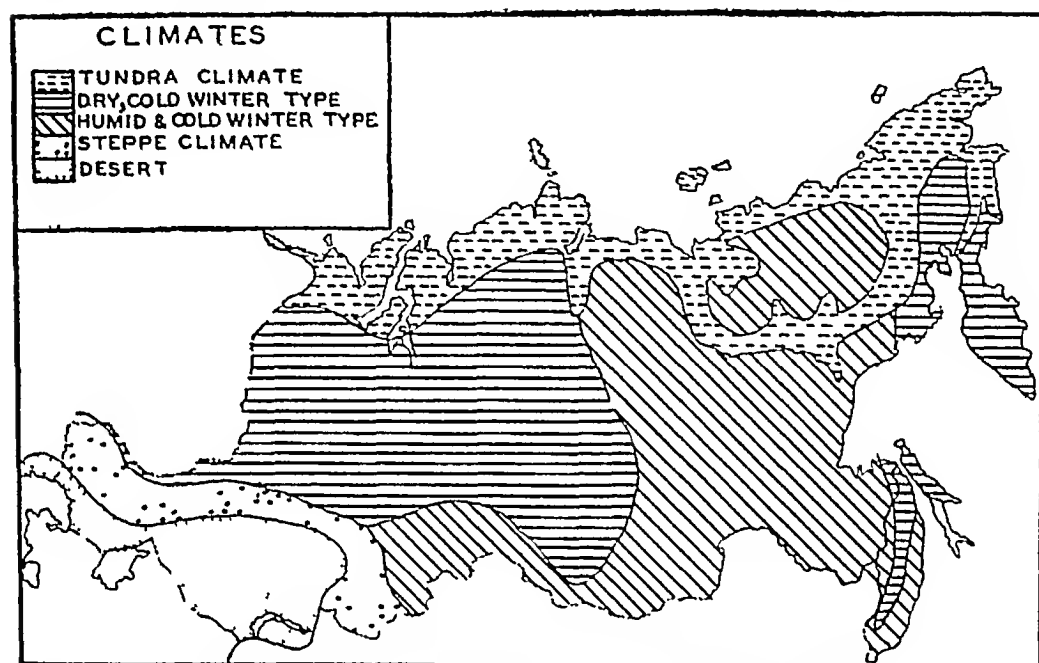 CLIMATES
TUNDRA CLIMATE
DRY, COLD WINTER TYPE
HUMID & COLD WINTER TYPE
STEPPE CLIMATE
DESERT